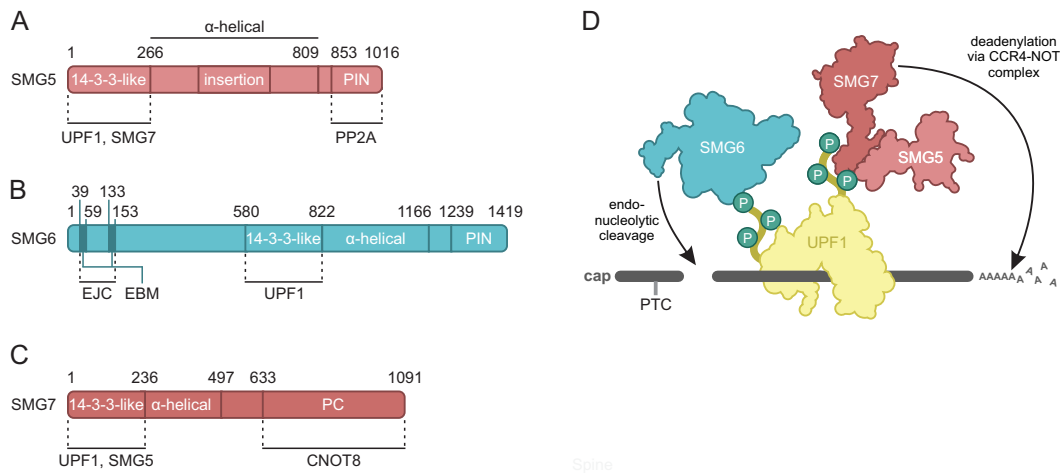 A
α-helical
1 266 809 853 1016
SMG5 14-3-3-like insertion PIN
UPF1, SMG7 PP2A
B
39 133
1 59 153 580 822 1166 1239 1419
SMG6 14-3-3-like α-helical PIN
EJC EBM UPF1
C
1 236 497 633 1091
SMG7 14-3-3-like α-helical PC
UPF1, SMG5 CNOT8
D
deadenylation
via CCR4-NOT
complex
SMG7
SMG6
SMG5
P
P
P
P
P
P
endo-
nucleolytic
cleavage
UPF1
cap
AAAAA A A A A A
PTC
Spine